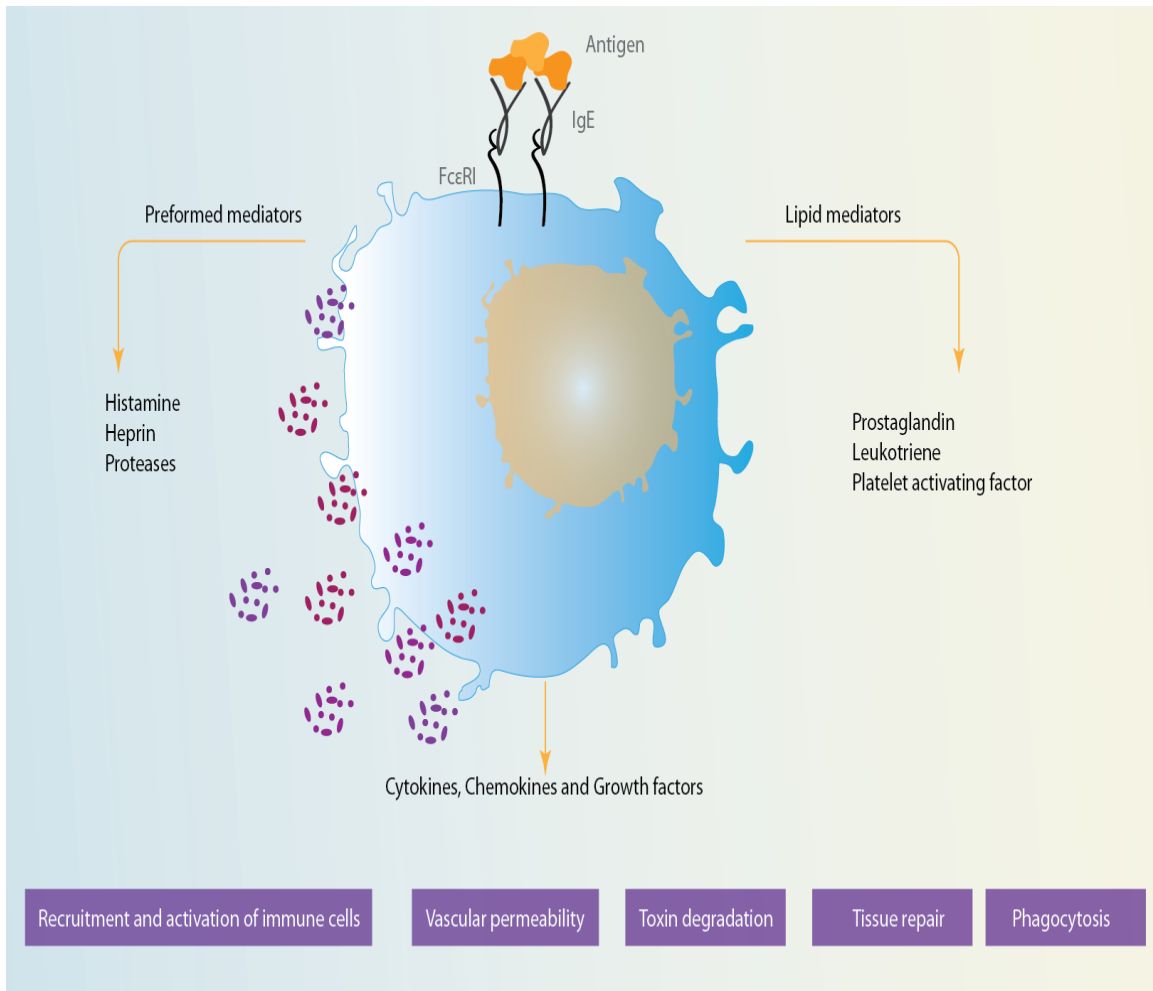 Antigen
IgE
FcεRI
Preformed mediators
Lipid mediators
Histamine
Heprin
Proteases
Prostaglandin
Leukotriene
Platelet activating factor
Cytokines, Chemokines and Growth factors
Recruitment and activation of immune cells
Vascular permeability
Toxin degradation
Tissue repair
Phagocytosis